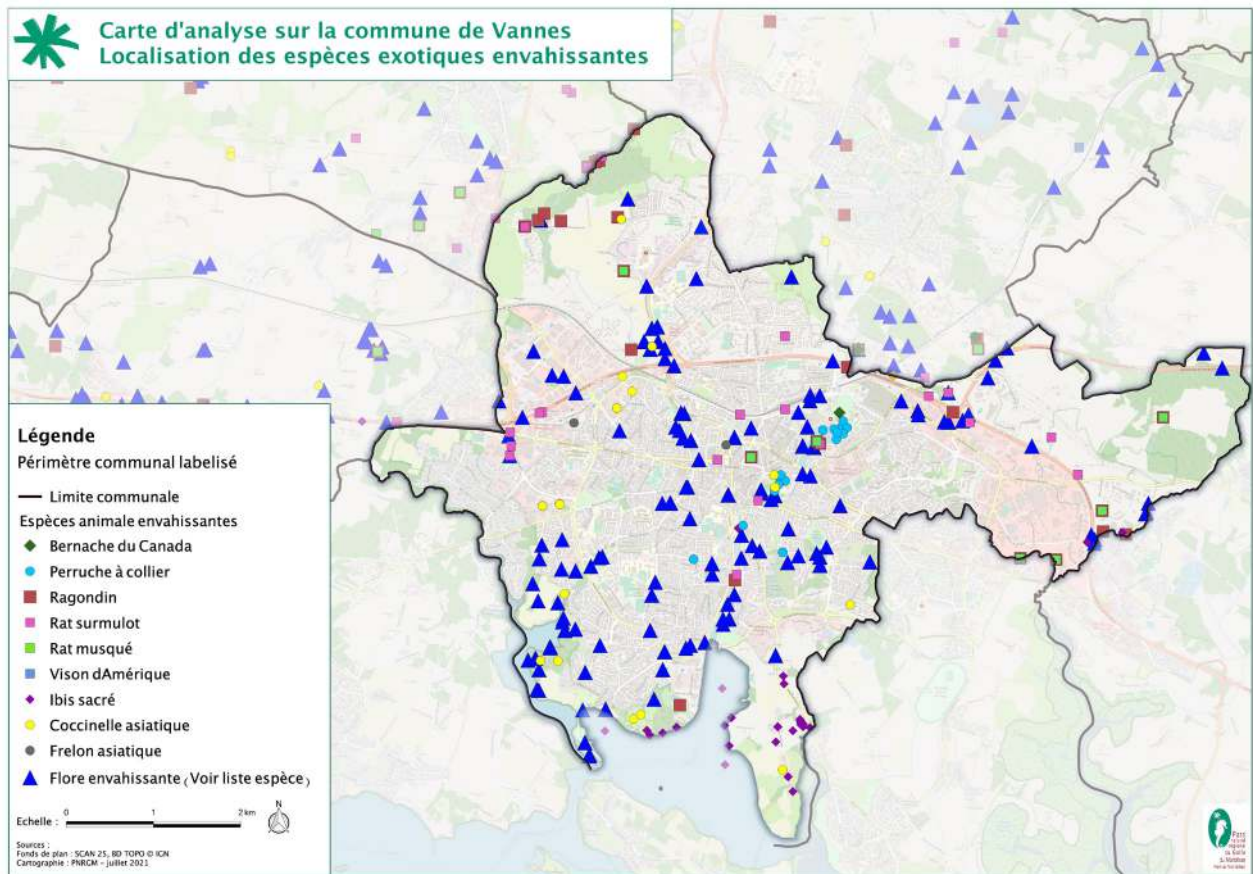 Carte d'analyse sur la commune de Vannes
Localisation des espèces exotiques envahissantes
Légende
Périmètre communal labelisé
Limite communale
Espèces animale envahissantes
Bernache du Canada
Perruche à collier
Ragondin
Rat surmulot
Rat musqué
Vison dAmérique
Ibis sacré
Coccinelle asiatique
Frelon asiatique
Flore envahissante (Voir liste espèce)
Echelle :
0 1 2 km
N
Sources :
Fonds de plan : SCAN 25, BD TOPO © IGN
Cartographie : PNRGM - juillet 2021
Parc